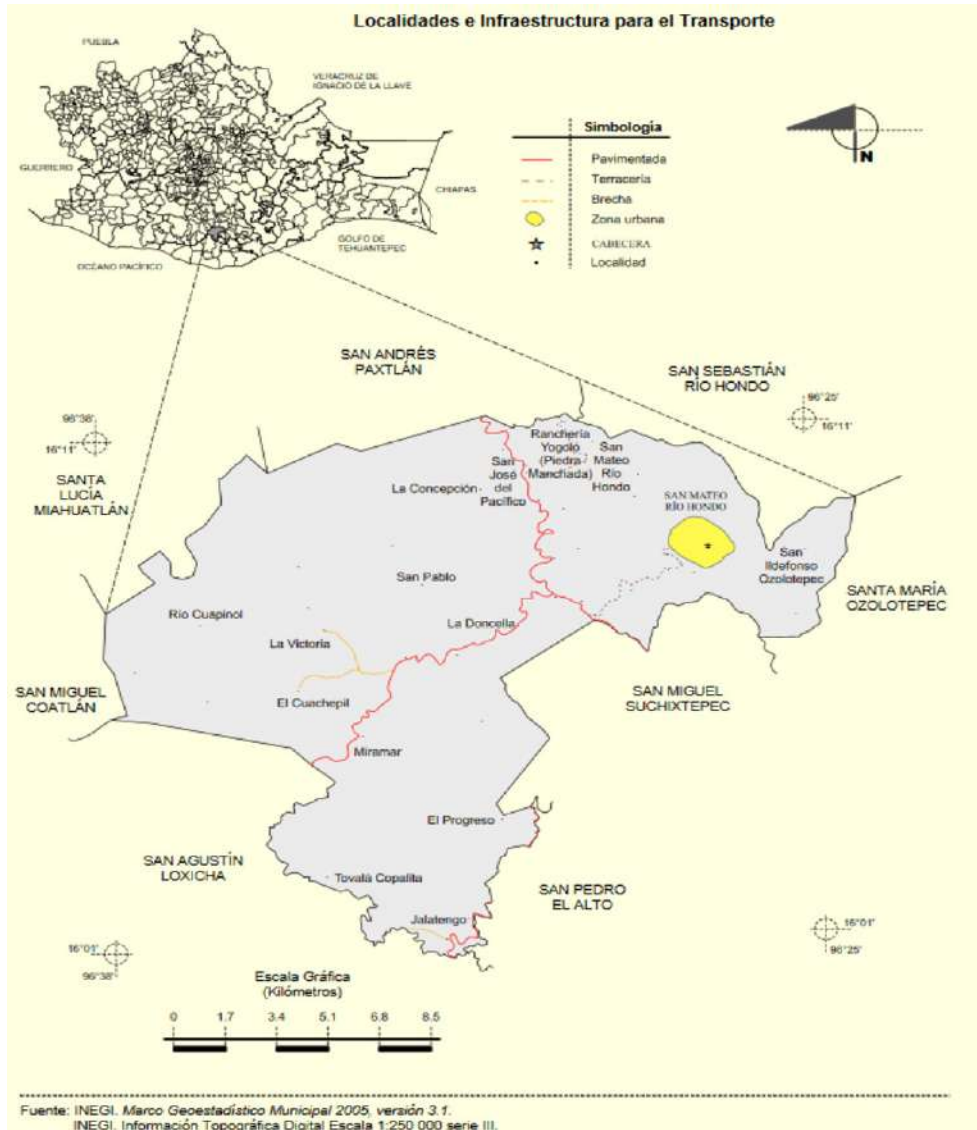 Localidades e Infraestructura para el Transporte
PUEBLA
VERACRUZ DE
IGNACIO DE LA LLAVE
GUERRERO
CHIAPAS
GOLFO DE
TEHUANTEPEC
OCÉANO PACÍFICO
Simbología
Pavimentada
Terracería
Brecha
Zona urbana
CABECERA
Localidad
N
SAN ANDRÉS
PAXTLÁN
SAN SEBASTIÁN
RÍO HONDO
96°38'
16°11'
96°25'
16°11'
SANTA
LUCÍA
MIAHUATLÁN
Ranchería
Yogoló
(Piedra
Manchada)
San
Mateo
Río
Hondo
San
José
del
Pacífico
La Concepción
SAN MATEO
RÍO HONDO
San
Ildefonso
Ozolotepec
San Pablo
SANTA MARÍA
OZOLOTEPEC
Río Cuapinol
La Doncella
La Victoria
SAN MIGUEL
COATLÁN
El Cuachepil
SAN MIGUEL
SUCHIXTEPEC
Miramar
El Progreso
SAN AGUSTÍN
LOXICHA
Tovalá Copalita
SAN PEDRO
EL ALTO
Jalatengo
16°01'
96°38'
16°01'
96°25'
Escala Gráfica
(Kilómetros)
0 1.7 3.4 5.1 6.8 8.5
Fuente: INEGI. Marco Geoestadístico Municipal 2005, versión 3.1.
INEGI. Información Topográfica Digital Escala 1:250 000 serie III.